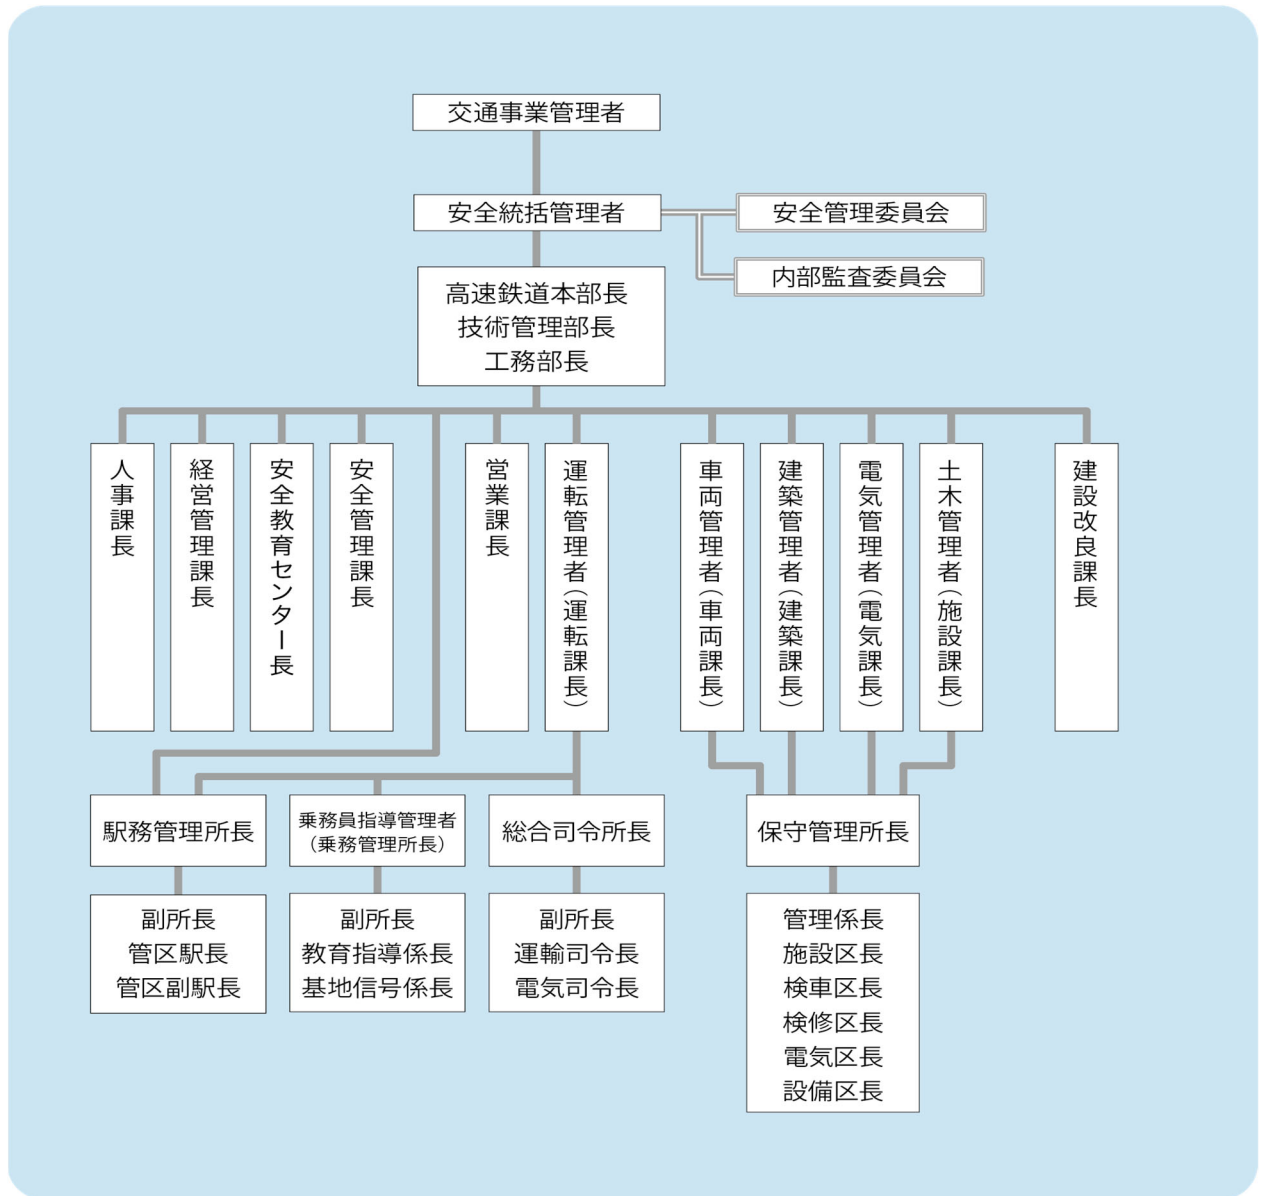 交通事業管理者
安全統括管理者
安全管理委員会
内部監査委員会
高速鉄道本部長
技術管理部長
工務部長
人事課長
経営管理課長
安全教育センター長
安全管理課長
営業課長
運転管理者(運転課長)
車両管理者(車両課長)
建築管理者(建築課長)
電気管理者(電気課長)
土木管理者(施設課長)
建設改良課長
駅務管理所長
乗務員指導管理者
(乗務管理所長)
総合司令所長
保守管理所長
副所長
管区駅長
管区副駅長
副所長
教育指導係長
基地信号係長
副所長
運輸司令長
電気司令長
管理係長
施設区長
検車区長
検修区長
電気区長
設備区長